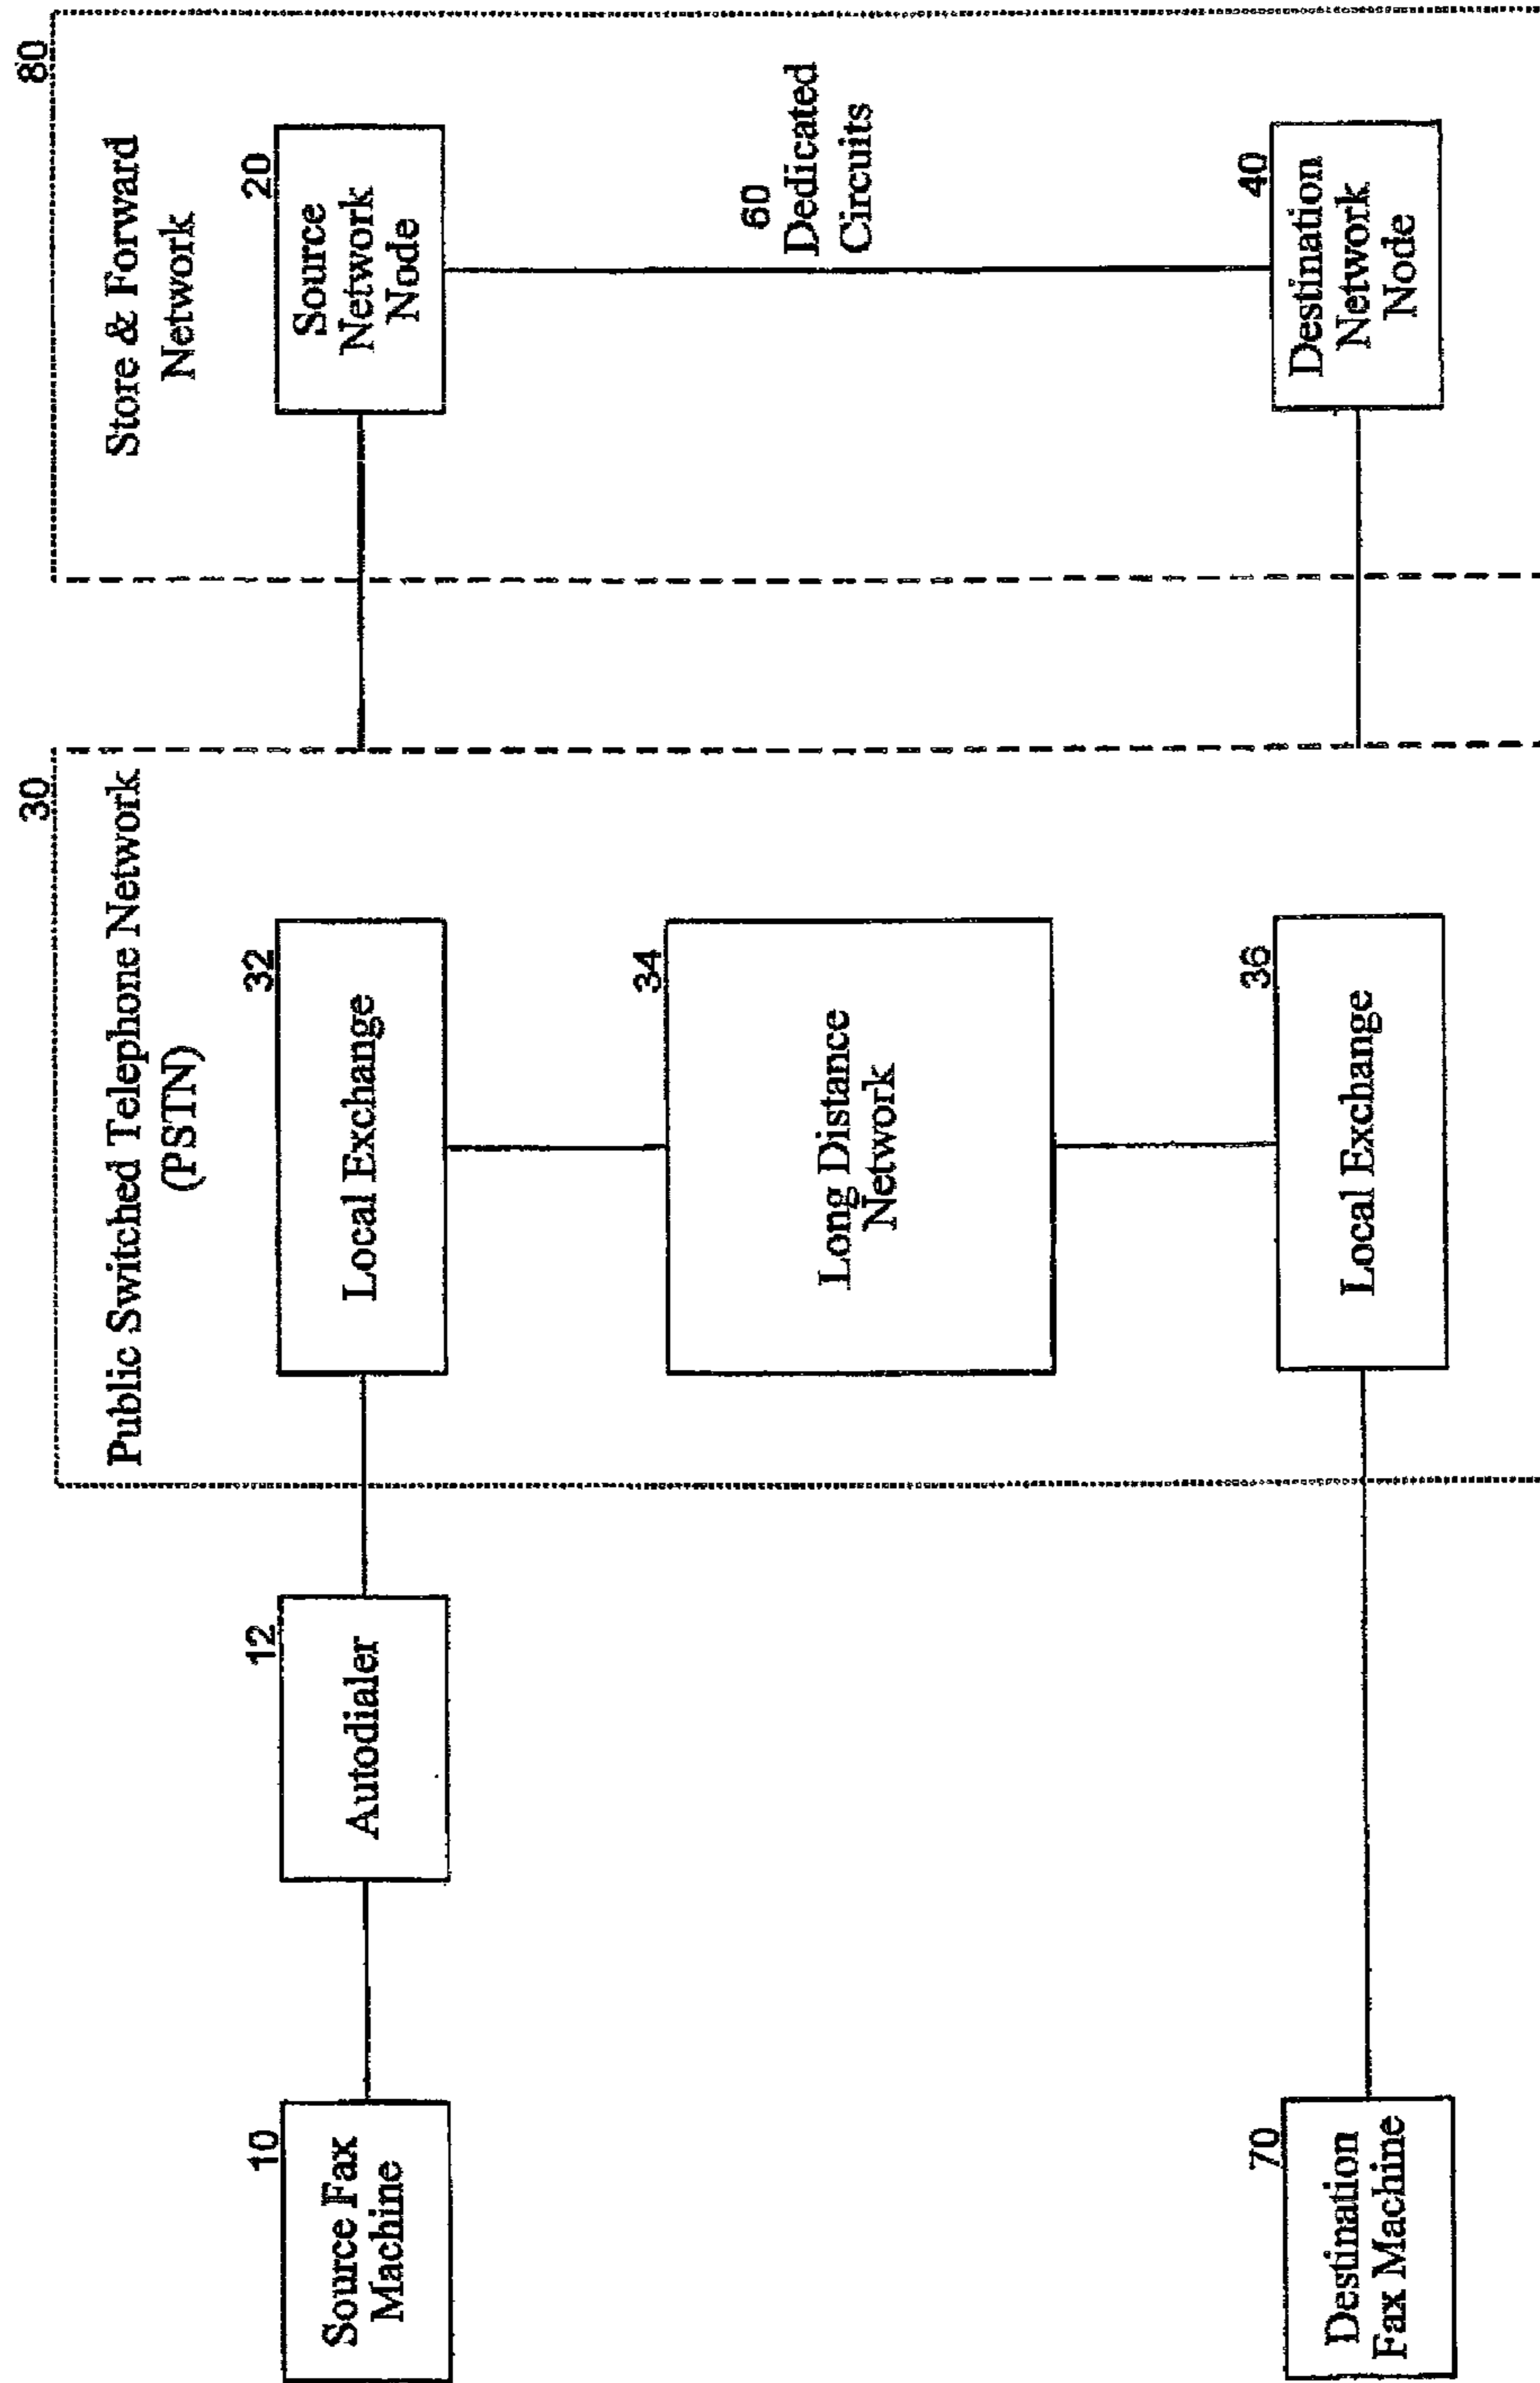 80
Store & Forward
Network
20
Source
Network
Node
60
Dedicated
Circuits
40
Destination
Network
Node
30
Public Switched Telephone Network
(PSTN)
32
Local Exchange
34
Long Distance
Network
36
Local Exchange
12
Autodialer
10
Source Fax
Machine
70
Destination
Fax Machine